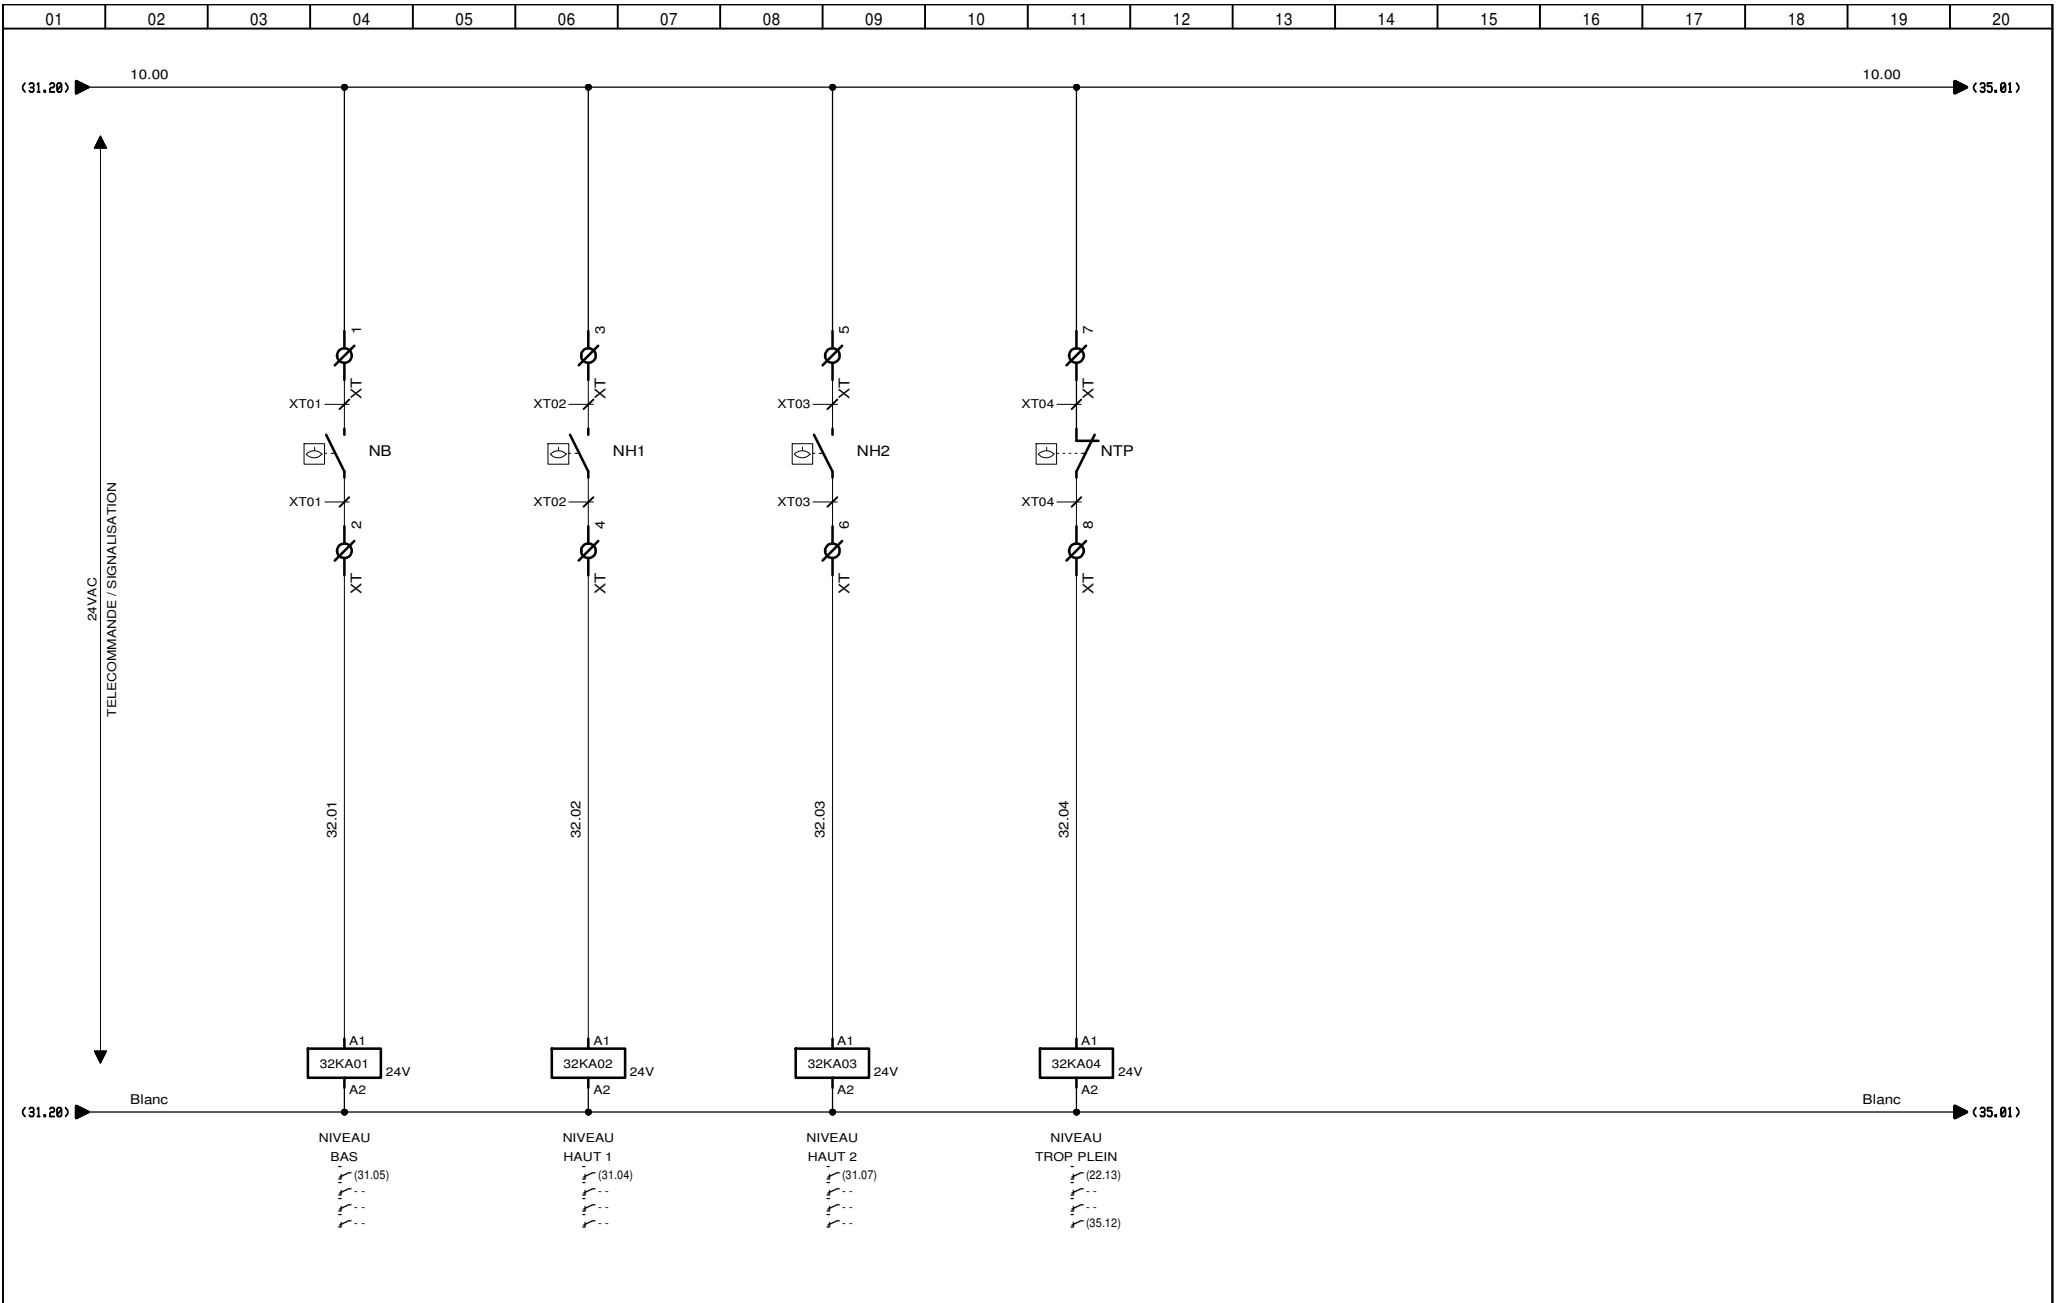 01 02 03 04 05 06 07 08 09 10 11 12 13 14 15 16 17 18 19 20
10.00 10.00
(31.20) (35.01)
24VAC
TELECOMMANDE / SIGNALISATION
1 3 5 7
XT XT XT XT
XT01 XT02 XT03 XT04
NB NH1 NH2 NTP
XT01 XT02 XT03 XT04
2 4 6 8
XT XT XT XT
32.01 32.02 32.03 32.04
A1 A1 A1 A1
32KA01 24V 32KA02 24V 32KA03 24V 32KA04 24V
A2 A2 A2 A2
Blanc Blanc
(31.20) (35.01)
NIVEAU NIVEAU NIVEAU NIVEAU
BAS HAUT 1 HAUT 2 TROP PLEIN
(31.05) (31.04) (31.07) (22.13)
- - - - - - - -
- - - - - - - -
- - - - - - (35.12)